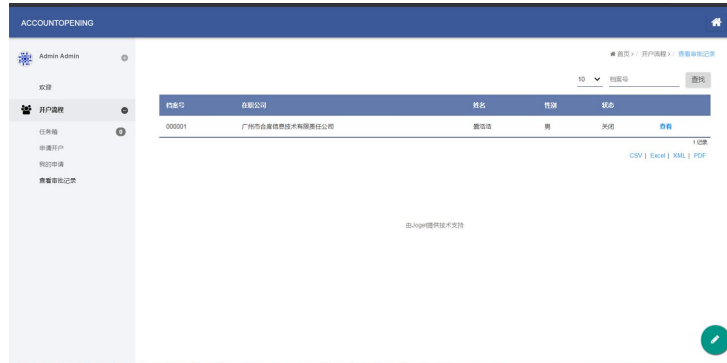 ACCOUNTOPENING
Admin Admin
欢迎
开户流程
任务箱 0
申请开户
我的申请
查看审批记录
首页 > / 开户流程 > / 查看审批记录
10 档案号 查找
档案号 在职公司 姓名 性别 状态
000001 广州市合度信息技术有限责任公司 男 关闭 查看
1 记录
CSV | Excel | XML | PDF
由Joget提供技术支持